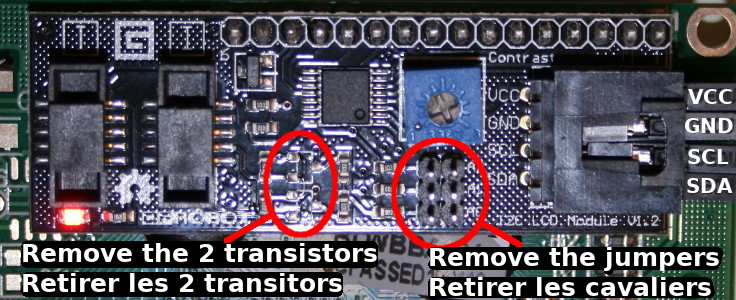 Contrast
VCC
GND
SCL
SDA
VCC
GND
SCL
SDA
I2C LCD Module V1.2
Remove the 2 transistors
Retirer les 2 transitors
Remove the jumpers
Retirer les cavaliers
PASSED